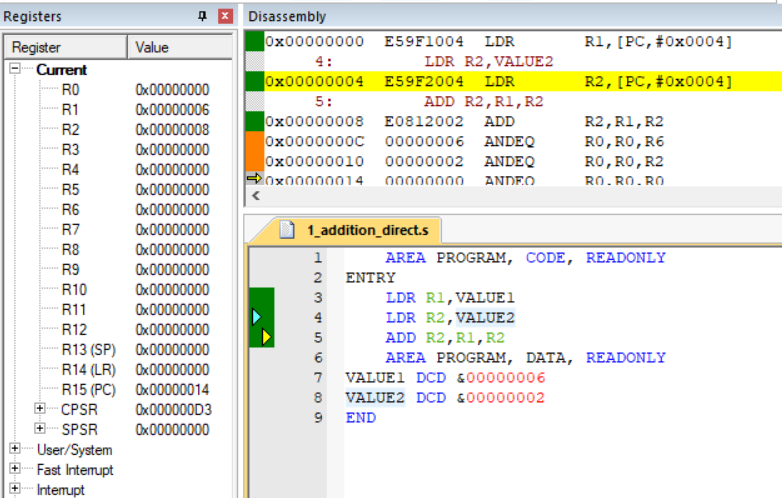 Registers
Register Value
Current
R0 0x00000000
R1 0x00000006
R2 0x00000008
R3 0x00000000
R4 0x00000000
R5 0x00000000
R6 0x00000000
R7 0x00000000
R8 0x00000000
R9 0x00000000
R10 0x00000000
R11 0x00000000
R12 0x00000000
R13 (SP) 0x00000000
R14 (LR) 0x00000000
R15 (PC) 0x00000014
CPSR 0x000000D3
SPSR 0x00000000
User/System
Fast Interrupt
Interrupt
Disassembly
0x00000000 E59F1004 LDR R1,[PC,#0x0004]
4: LDR R2,VALUE2
0x00000004 E59F2004 LDR R2,[PC,#0x0004]
5: ADD R2,R1,R2
0x00000008 E0812002 ADD R2,R1,R2
0x0000000C 00000006 ANDEQ R0,R0,R6
0x00000010 00000002 ANDEQ R0,R0,R2
0x00000014 00000000 ANDEQ R0,R0,R0
1_addition_direct.s
1 AREA PROGRAM, CODE, READONLY
2 ENTRY
3 LDR R1,VALUE1
4 LDR R2,VALUE2
5 ADD R2,R1,R2
6 AREA PROGRAM, DATA, READONLY
7 VALUE1 DCD &00000006
8 VALUE2 DCD &00000002
9 END